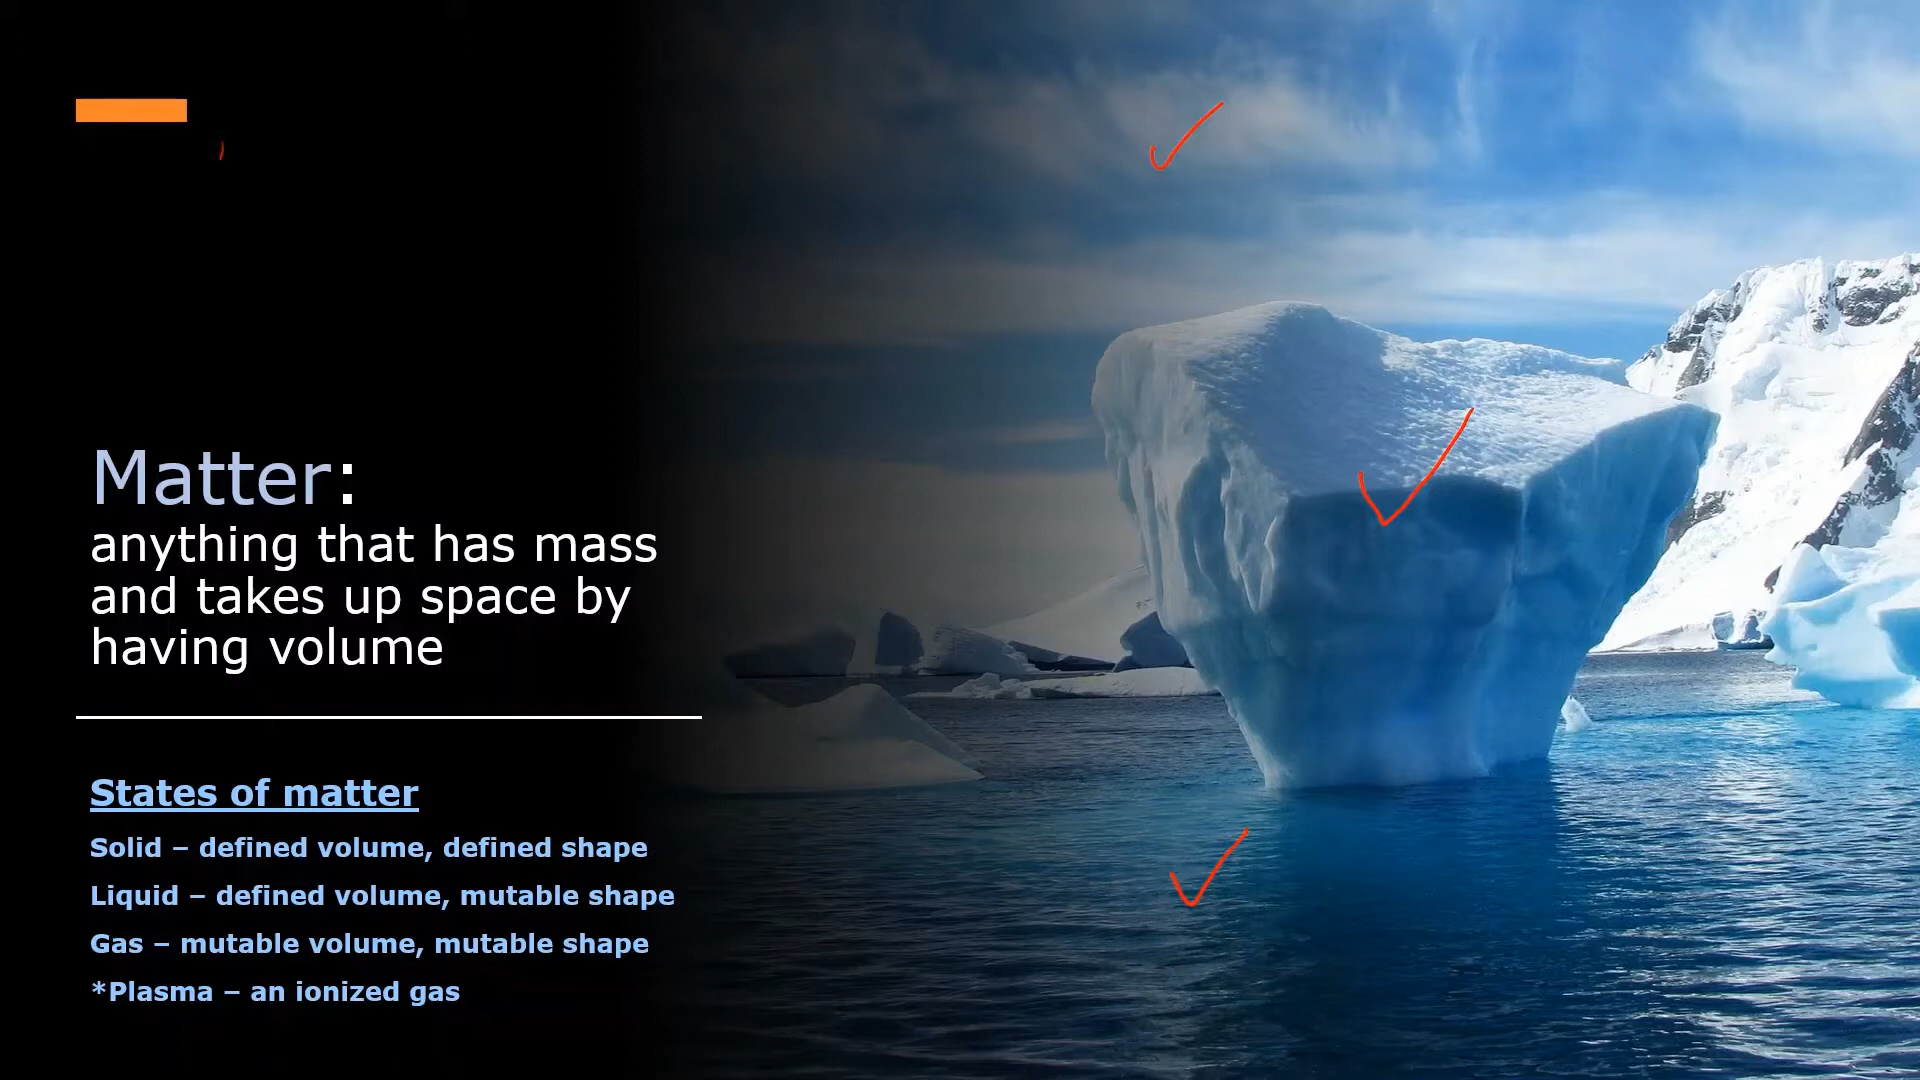 Matter:
anything that has mass
and takes up space by
having volume
States of matter
Solid – defined volume, defined shape
Liquid – defined volume, mutable shape
Gas – mutable volume, mutable shape
*Plasma – an ionized gas